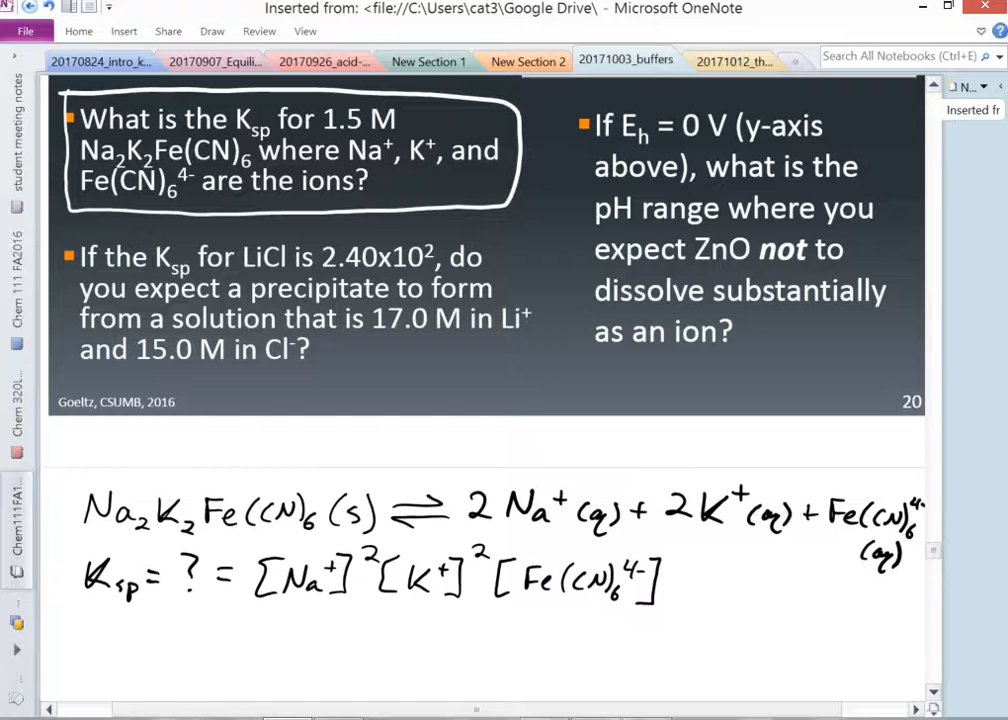 Inserted from: <file://C:\Users\cat3\Google Drive\ - Microsoft OneNote
File Home Insert Share Draw Review View
20170824_intro_k... 20170907_Equili... 20170926_acid-... New Section 1 New Section 2 20171003_buffers 20171012_th... Search All Notebooks (Ctrl+E)
N...
Inserted fr
student meeting notes
Chem 111 FA2016
Chem 320L
Chem111FA1
What is the Ksp for 1.5 M
Na2K2Fe(CN)6 where Na+, K+, and
Fe(CN)6 4- are the ions?
If the Ksp for LiCl is 2.40x10², do
you expect a precipitate to form
from a solution that is 17.0 M in Li+
and 15.0 M in Cl-?
If Eh = 0 V (y-axis
above), what is the
pH range where you
expect ZnO not to
dissolve substantially
as an ion?
Goeltz, CSUMB, 2016
20
Na2K2Fe(CN)6 (s) ⇌ 2 Na+ (aq) + 2 K+ (aq) + Fe(CN)6 4-
(aq)
Ksp = ? = [Na+]² [K+]² [Fe(CN)6 4-]